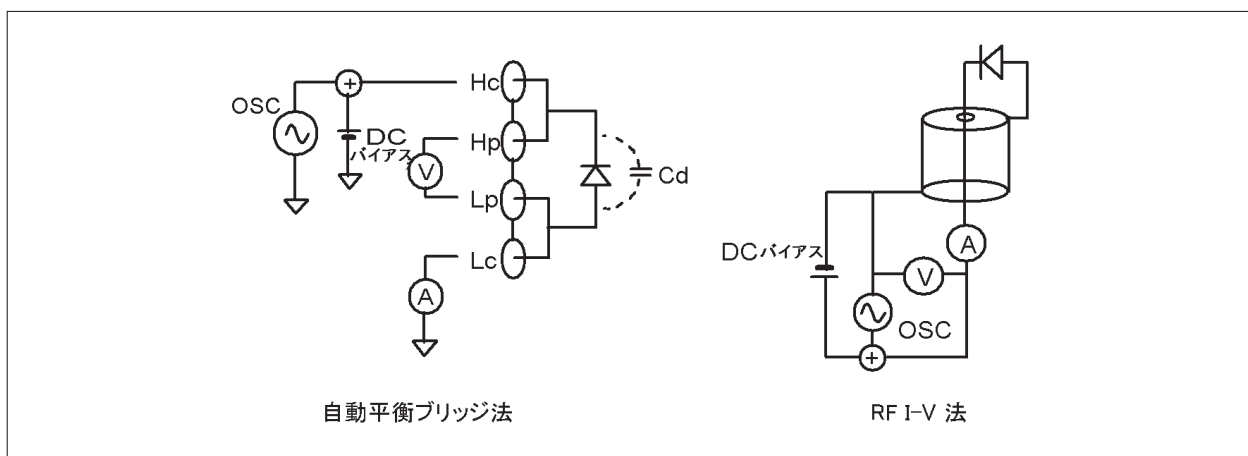 OSC
DC
バイアス
Hc
Hp
V
Lp
Lc
A
Cd
自動平衡ブリッジ法
A
DCバイアス
V
OSC
RF I-V 法